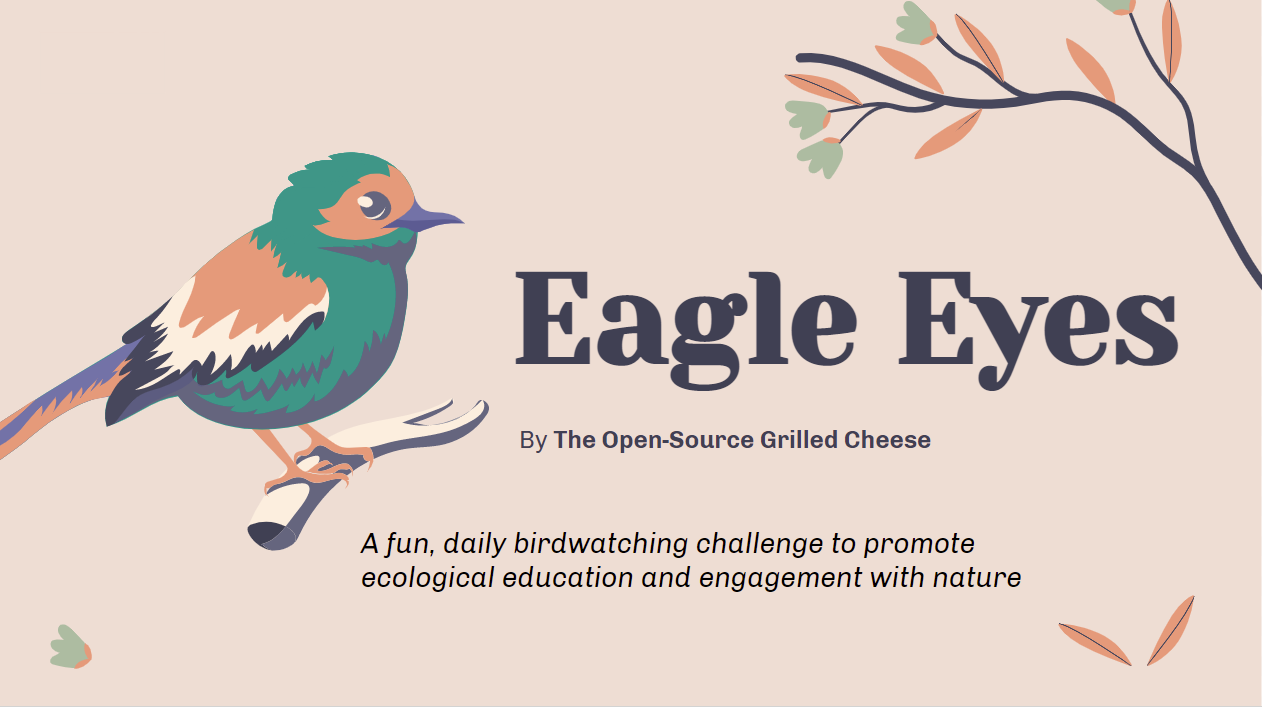 Eagle Eyes
By The Open-Source Grilled Cheese
A fun, daily birdwatching challenge to promote
ecological education and engagement with nature